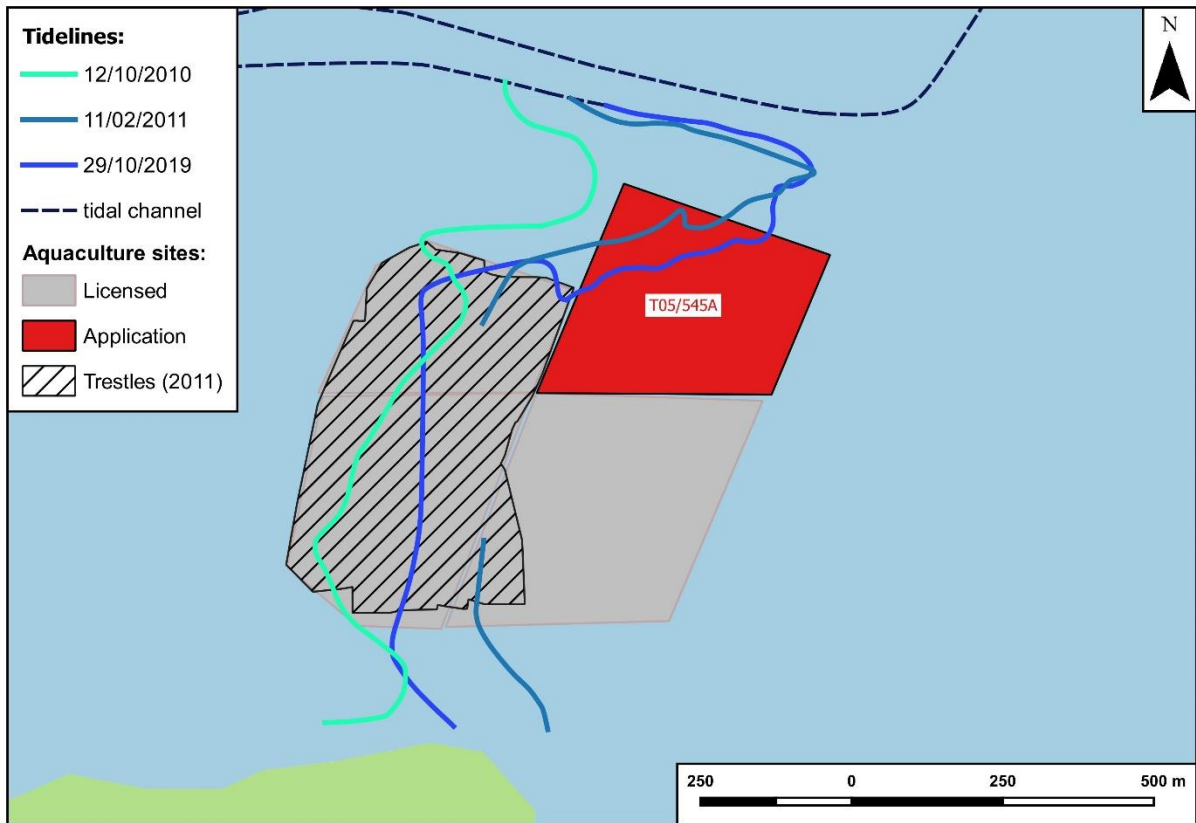 Tidelines:
12/10/2010
11/02/2011
29/10/2019
tidal channel
Aquaculture sites:
Licensed
Application
Trestles (2011)
N
T05/545A
250 0 250 500 m